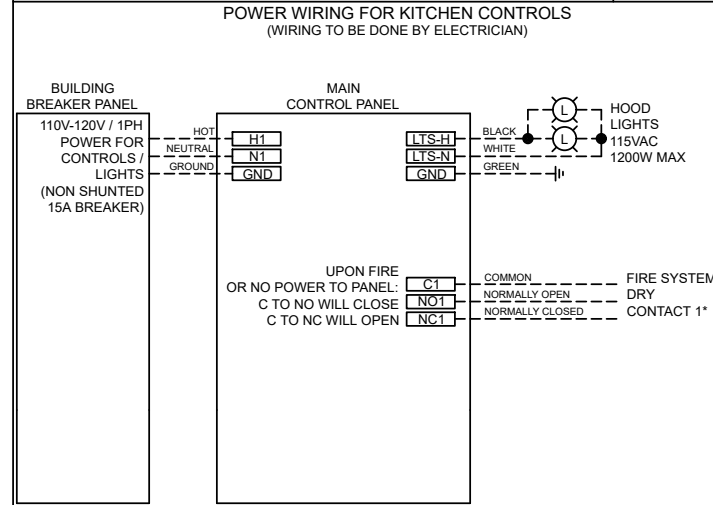 POWER WIRING FOR KITCHEN CONTROLS
(WIRING TO BE DONE BY ELECTRICIAN)
BUILDING
BREAKER PANEL
110V-120V / 1PH
POWER FOR
CONTROLS /
LIGHTS
(NON SHUNTED
15A BREAKER)
HOT
NEUTRAL
GROUND
MAIN
CONTROL PANEL
H1
N1
GND
LTS-H
LTS-N
GND
BLACK
WHITE
GREEN
L
L
HOOD
LIGHTS
115VAC
1200W MAX
UPON FIRE
OR NO POWER TO PANEL:
C TO NO WILL CLOSE
C TO NC WILL OPEN
C1
NO1
NC1
COMMON
NORMALLY OPEN
NORMALLY CLOSED
FIRE SYSTEM
DRY
CONTACT 1*